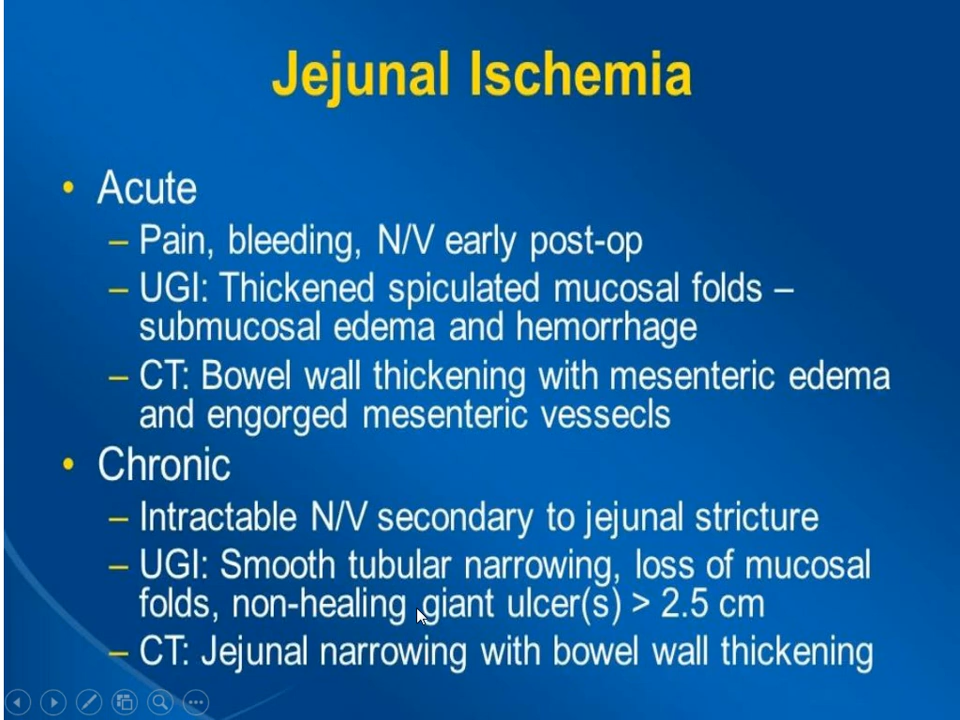 Jejunal Ischemia
• Acute
– Pain, bleeding, N/V early post-op
– UGI: Thickened spiculated mucosal folds –
submucosal edema and hemorrhage
– CT: Bowel wall thickening with mesenteric edema
and engorged mesenteric vessecls
• Chronic
– Intractable N/V secondary to jejunal stricture
– UGI: Smooth tubular narrowing, loss of mucosal
folds, non-healing giant ulcer(s) > 2.5 cm
– CT: Jejunal narrowing with bowel wall thickening